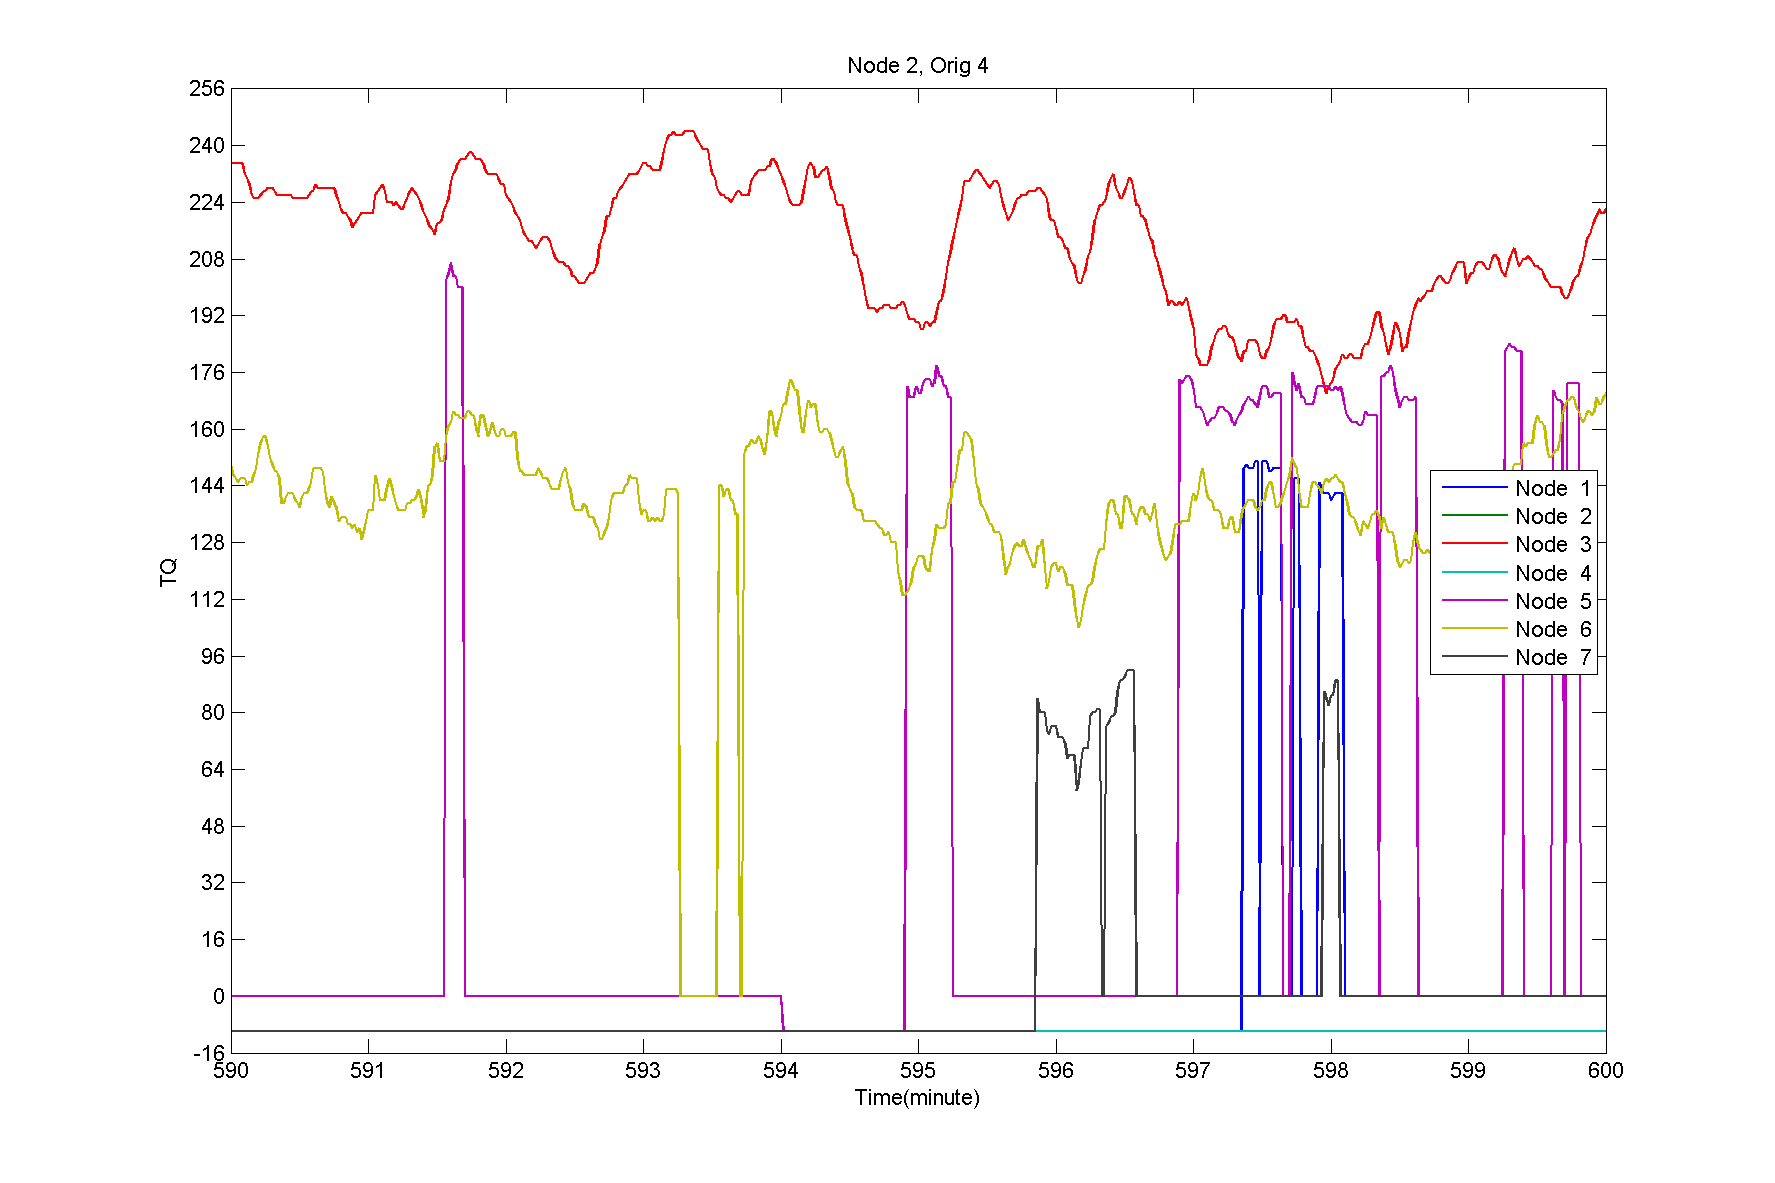 Node 2, Orig 4
256
240
224
208
192
176
160
144
128
112
96
80
64
48
32
16
0
-16
TQ
590 591 592 593 594 595 596 597 598 599 600
Time(minute)
Node 1
Node 2
Node 3
Node 4
Node 5
Node 6
Node 7